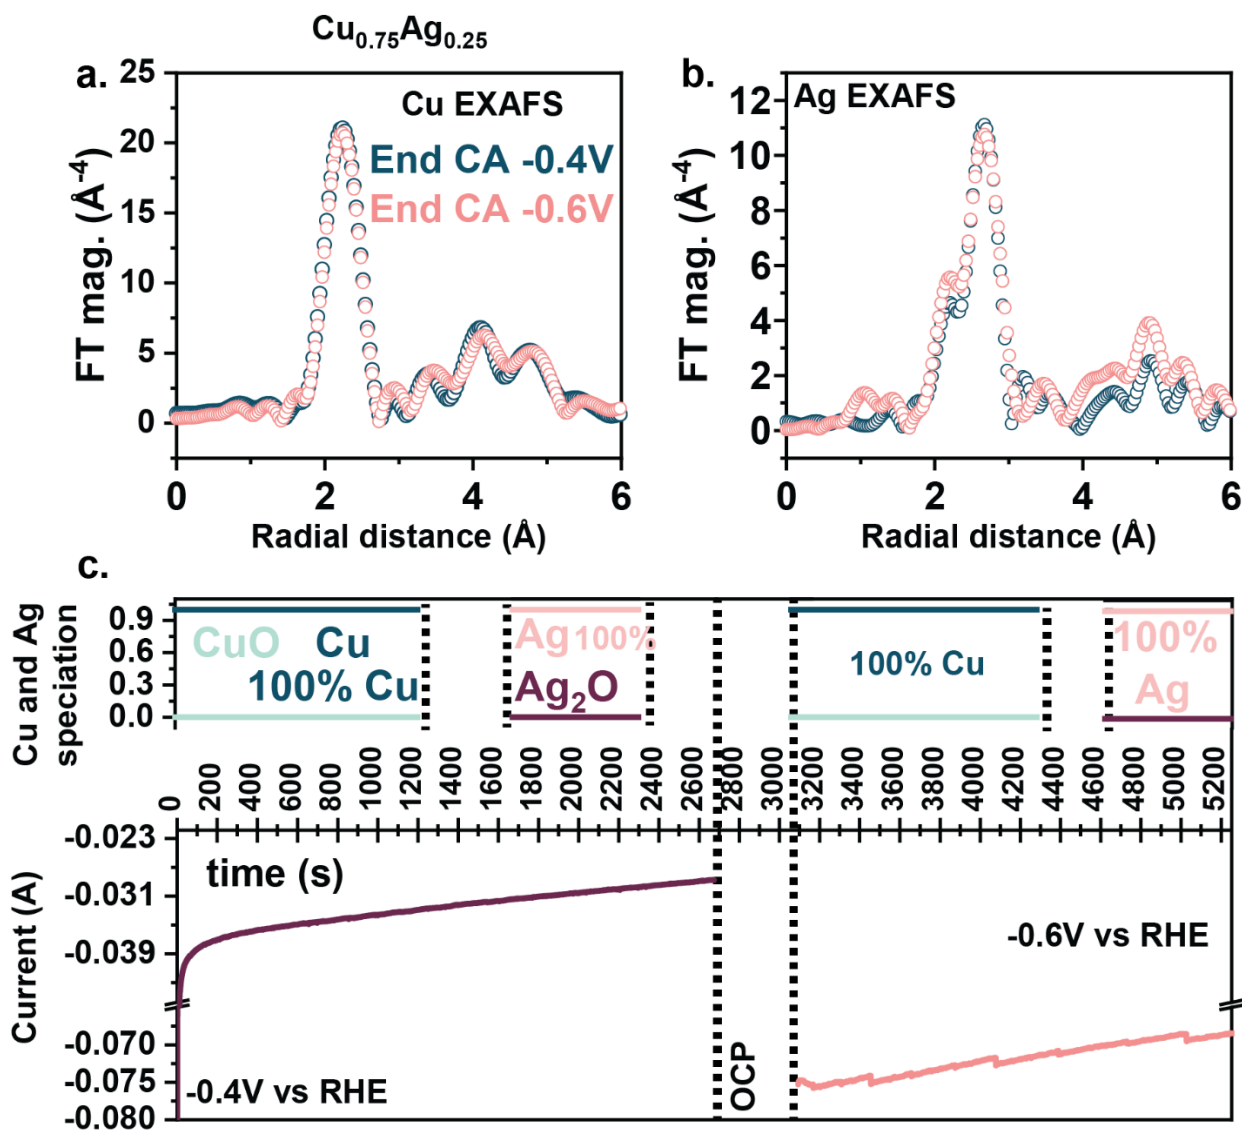 Cu0.75Ag0.25
a.
Cu EXAFS
End CA -0.4V
End CA -0.6V
FT mag. (Å-4)
25
20
15
10
5
0
0 2 4 6
Radial distance (Å)
b.
Ag EXAFS
FT mag. (Å-4)
12
10
8
6
4
2
0
0 2 4 6
Radial distance (Å)
c.
Cu and Ag
speciation
0.9
0.6
0.3
0.0
CuO Cu
100% Cu
Ag 100%
Ag2O
100% Cu
100%
Ag
0 200 400 600 800 1000 1200 1400 1600 1800 2000 2200 2400 2600 2800 3000 3200 3400 3600 3800 4000 4200 4400 4600 4800 5000 5200
time (s)
Current (A)
-0.023
-0.031
-0.039
-0.070
-0.075
-0.080
-0.4V vs RHE
OCP
-0.6V vs RHE